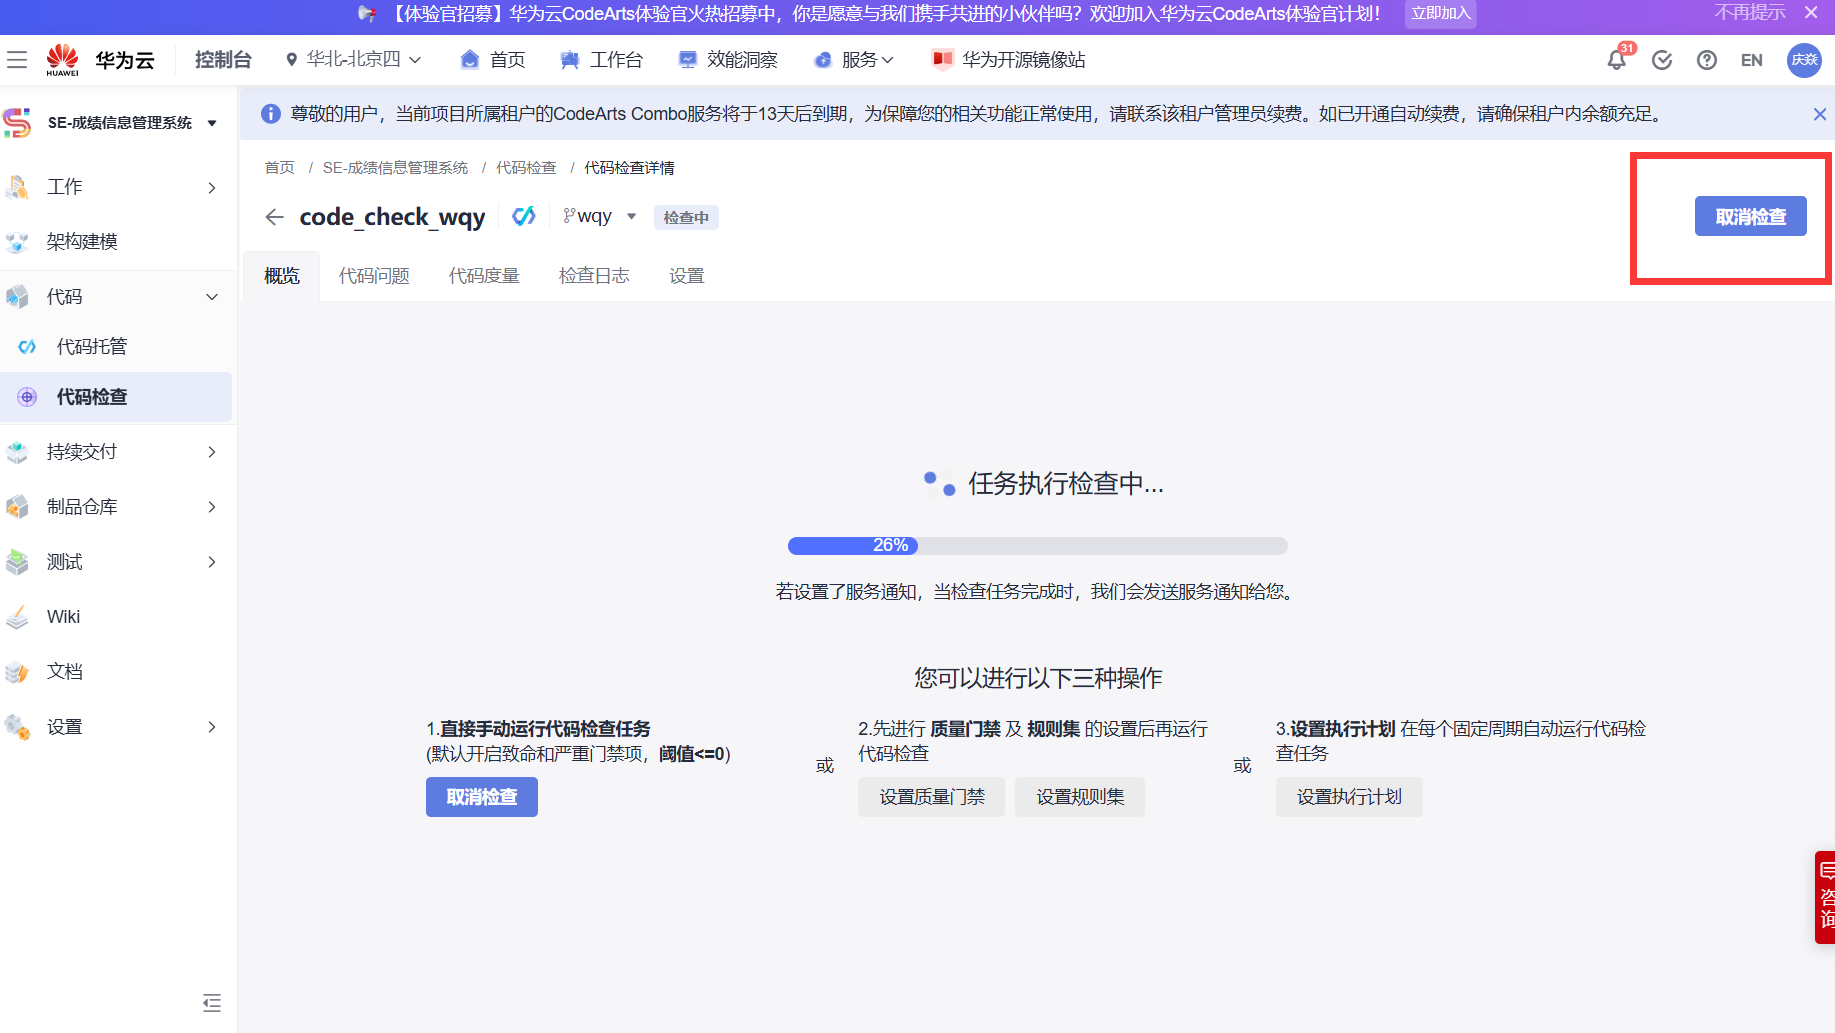 【体验官招募】华为云CodeArts体验官火热招募中，你是愿意与我们携手共进的小伙伴吗？欢迎加入华为云CodeArts体验官计划！ 立即加入 不再提示
HUAWEI 华为云 控制台 华北-北京四 首页 工作台 效能洞察 服务 华为开源镜像站 31 EN 庆焱
SE-成绩信息管理系统
尊敬的用户，当前项目所属租户的CodeArts Combo服务将于13天后到期，为保障您的相关功能正常使用，请联系该租户管理员续费。如已开通自动续费，请确保租户内余额充足。
首页 / SE-成绩信息管理系统 / 代码检查 / 代码检查详情
code_check_wqy wqy 检查中 取消检查
概览 代码问题 代码度量 检查日志 设置
工作
架构建模
代码
代码托管
代码检查
持续交付
制品仓库
测试
Wiki
文档
设置
任务执行检查中...
26%
若设置了服务通知，当检查任务完成时，我们会发送服务通知给您。
您可以进行以下三种操作
1.直接手动运行代码检查任务
(默认开启致命和严重门禁项，阈值<=0)
取消检查
或
2.先进行 质量门禁 及 规则集 的设置后再运行
代码检查
设置质量门禁 设置规则集
或
3.设置执行计划 在每个固定周期自动运行代码检
查任务
设置执行计划
咨
询